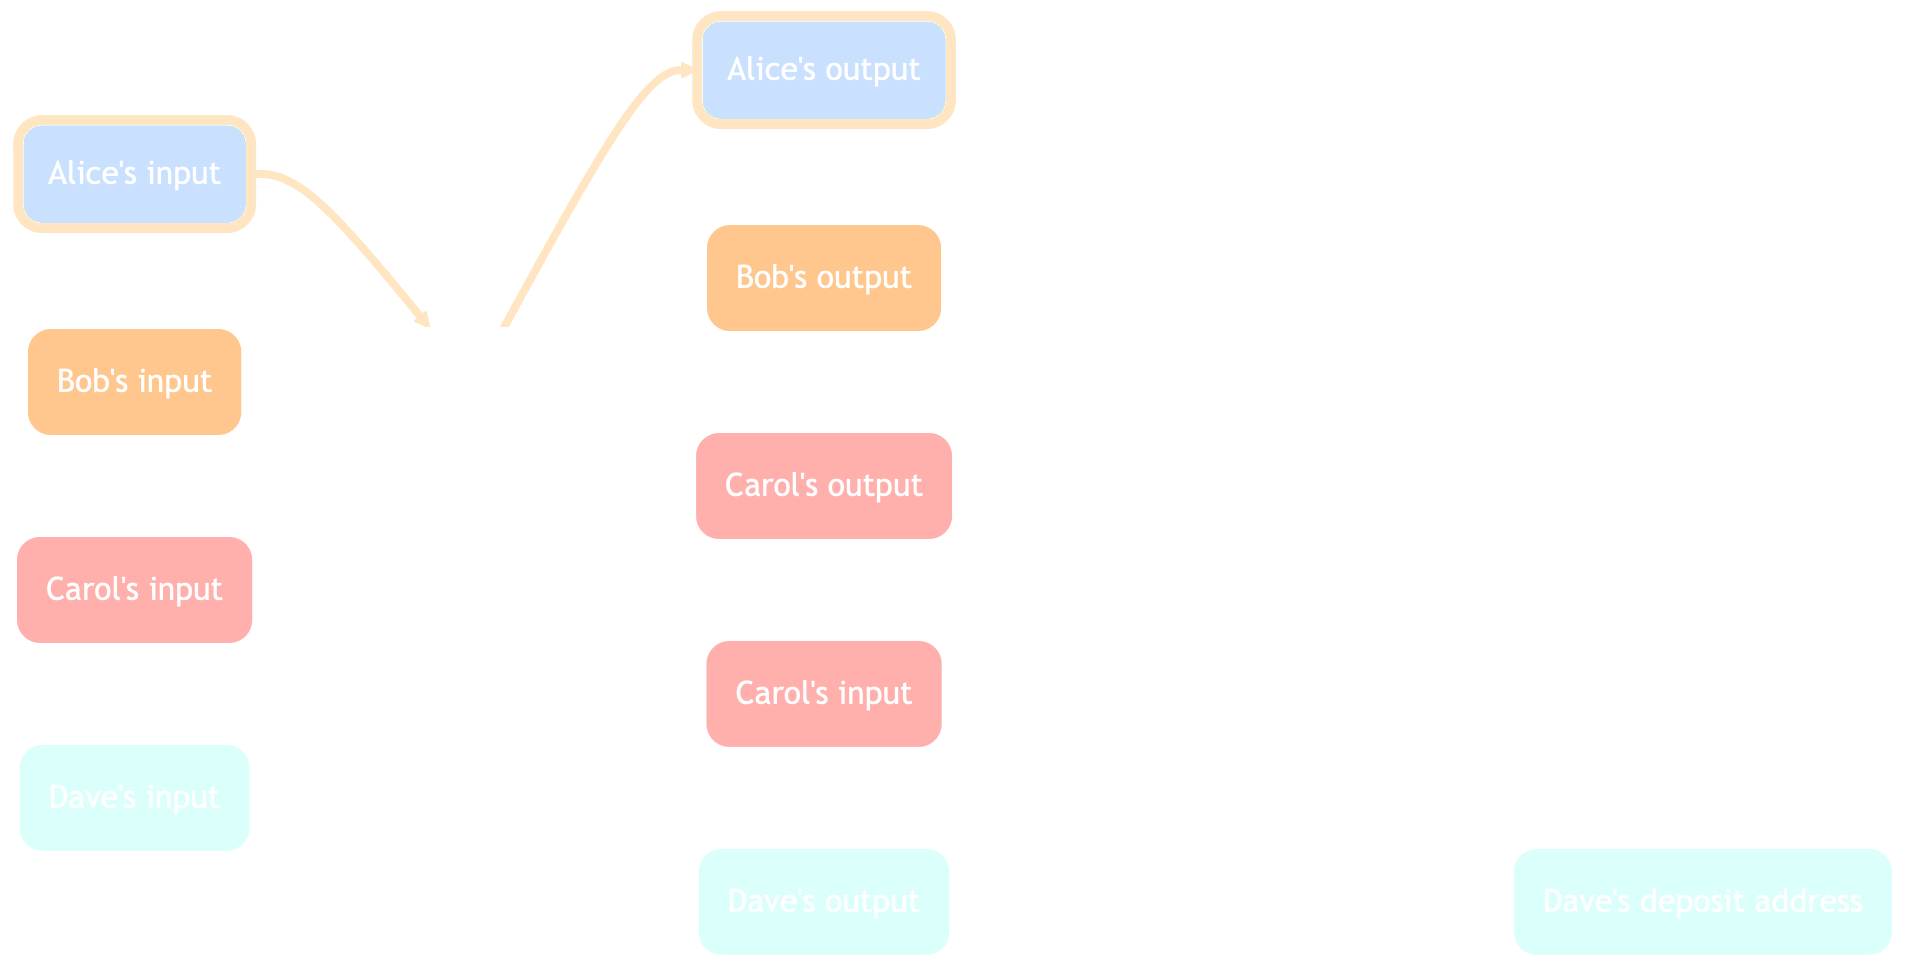 Alice's output
Alice's input
Bob's output
Bob's input
Carol's output
Carol's input
Carol's input
Dave's input
Dave's output
Dave's deposit address